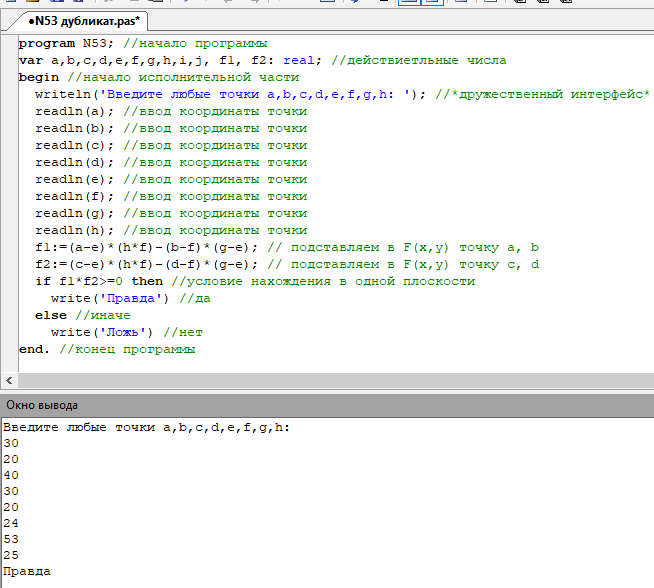 ●N53 дубликат.pas*
program N53; //начало программы
var a,b,c,d,e,f,g,h,i,j, f1, f2: real; //действиетльные числа
begin //начало исполнительной части
writeln('Введите любые точки a,b,c,d,e,f,g,h: '); //*дружественный интерфейс*
readln(a); //ввод координаты точки
readln(b); //ввод координаты точки
readln(c); //ввод координаты точки
readln(d); //ввод координаты точки
readln(e); //ввод координаты точки
readln(f); //ввод координаты точки
readln(g); //ввод координаты точки
readln(h); //ввод координаты точки
f1:=(a-e)*(h*f)-(b-f)*(g-e); // подставляем в F(x,y) точку a, b
f2:=(c-e)*(h*f)-(d-f)*(g-e); // подставляем в F(x,y) точку c, d
if f1*f2>=0 then //условие нахождения в одной плоскости
write('Правда') //да
else //иначе
write('Ложь') //нет
end. //конец программы
Окно вывода
Введите любые точки a,b,c,d,e,f,g,h:
30
20
40
30
20
24
53
25
Правда